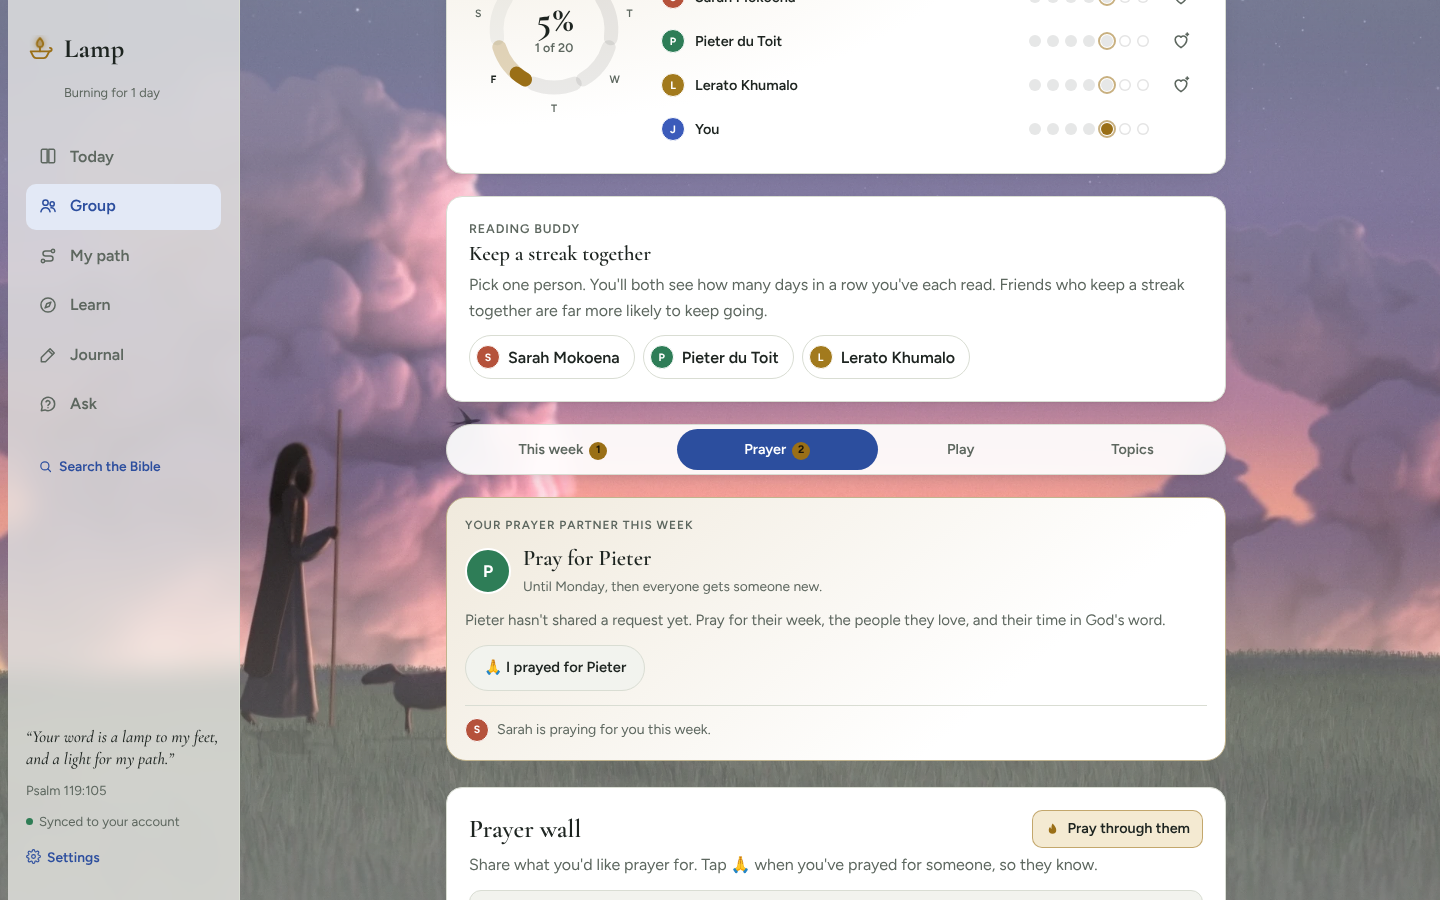 Lamp
Burning for 1 day
Today
Group
My path
Learn
Journal
Ask
Search the Bible
“Your word is a lamp to my feet,
and a light for my path.”
Psalm 119:105
Synced to your account
Settings
S
T
5%
1 of 20
F
W
T
Sarah Mokoena
P Pieter du Toit
L Lerato Khumalo
J You
READING BUDDY
Keep a streak together
Pick one person. You'll both see how many days in a row you've each read. Friends who keep a streak
together are far more likely to keep going.
S Sarah Mokoena P Pieter du Toit L Lerato Khumalo
This week 1 Prayer 2 Play Topics
YOUR PRAYER PARTNER THIS WEEK
P
Pray for Pieter
Until Monday, then everyone gets someone new.
Pieter hasn't shared a request yet. Pray for their week, the people they love, and their time in God's word.
🙏 I prayed for Pieter
S Sarah is praying for you this week.
Prayer wall
Pray through them
Share what you'd like prayer for. Tap 🙏 when you've prayed for someone, so they know.